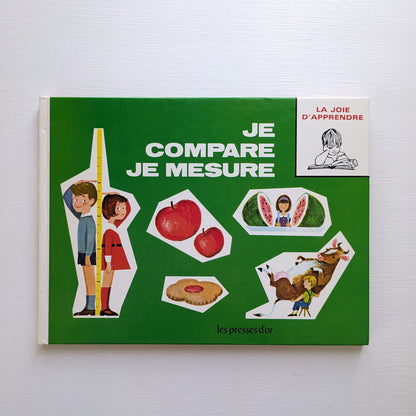 LA JOIE
D'APPRENDRE
JE
COMPARE
JE MESURE
les presses d'or